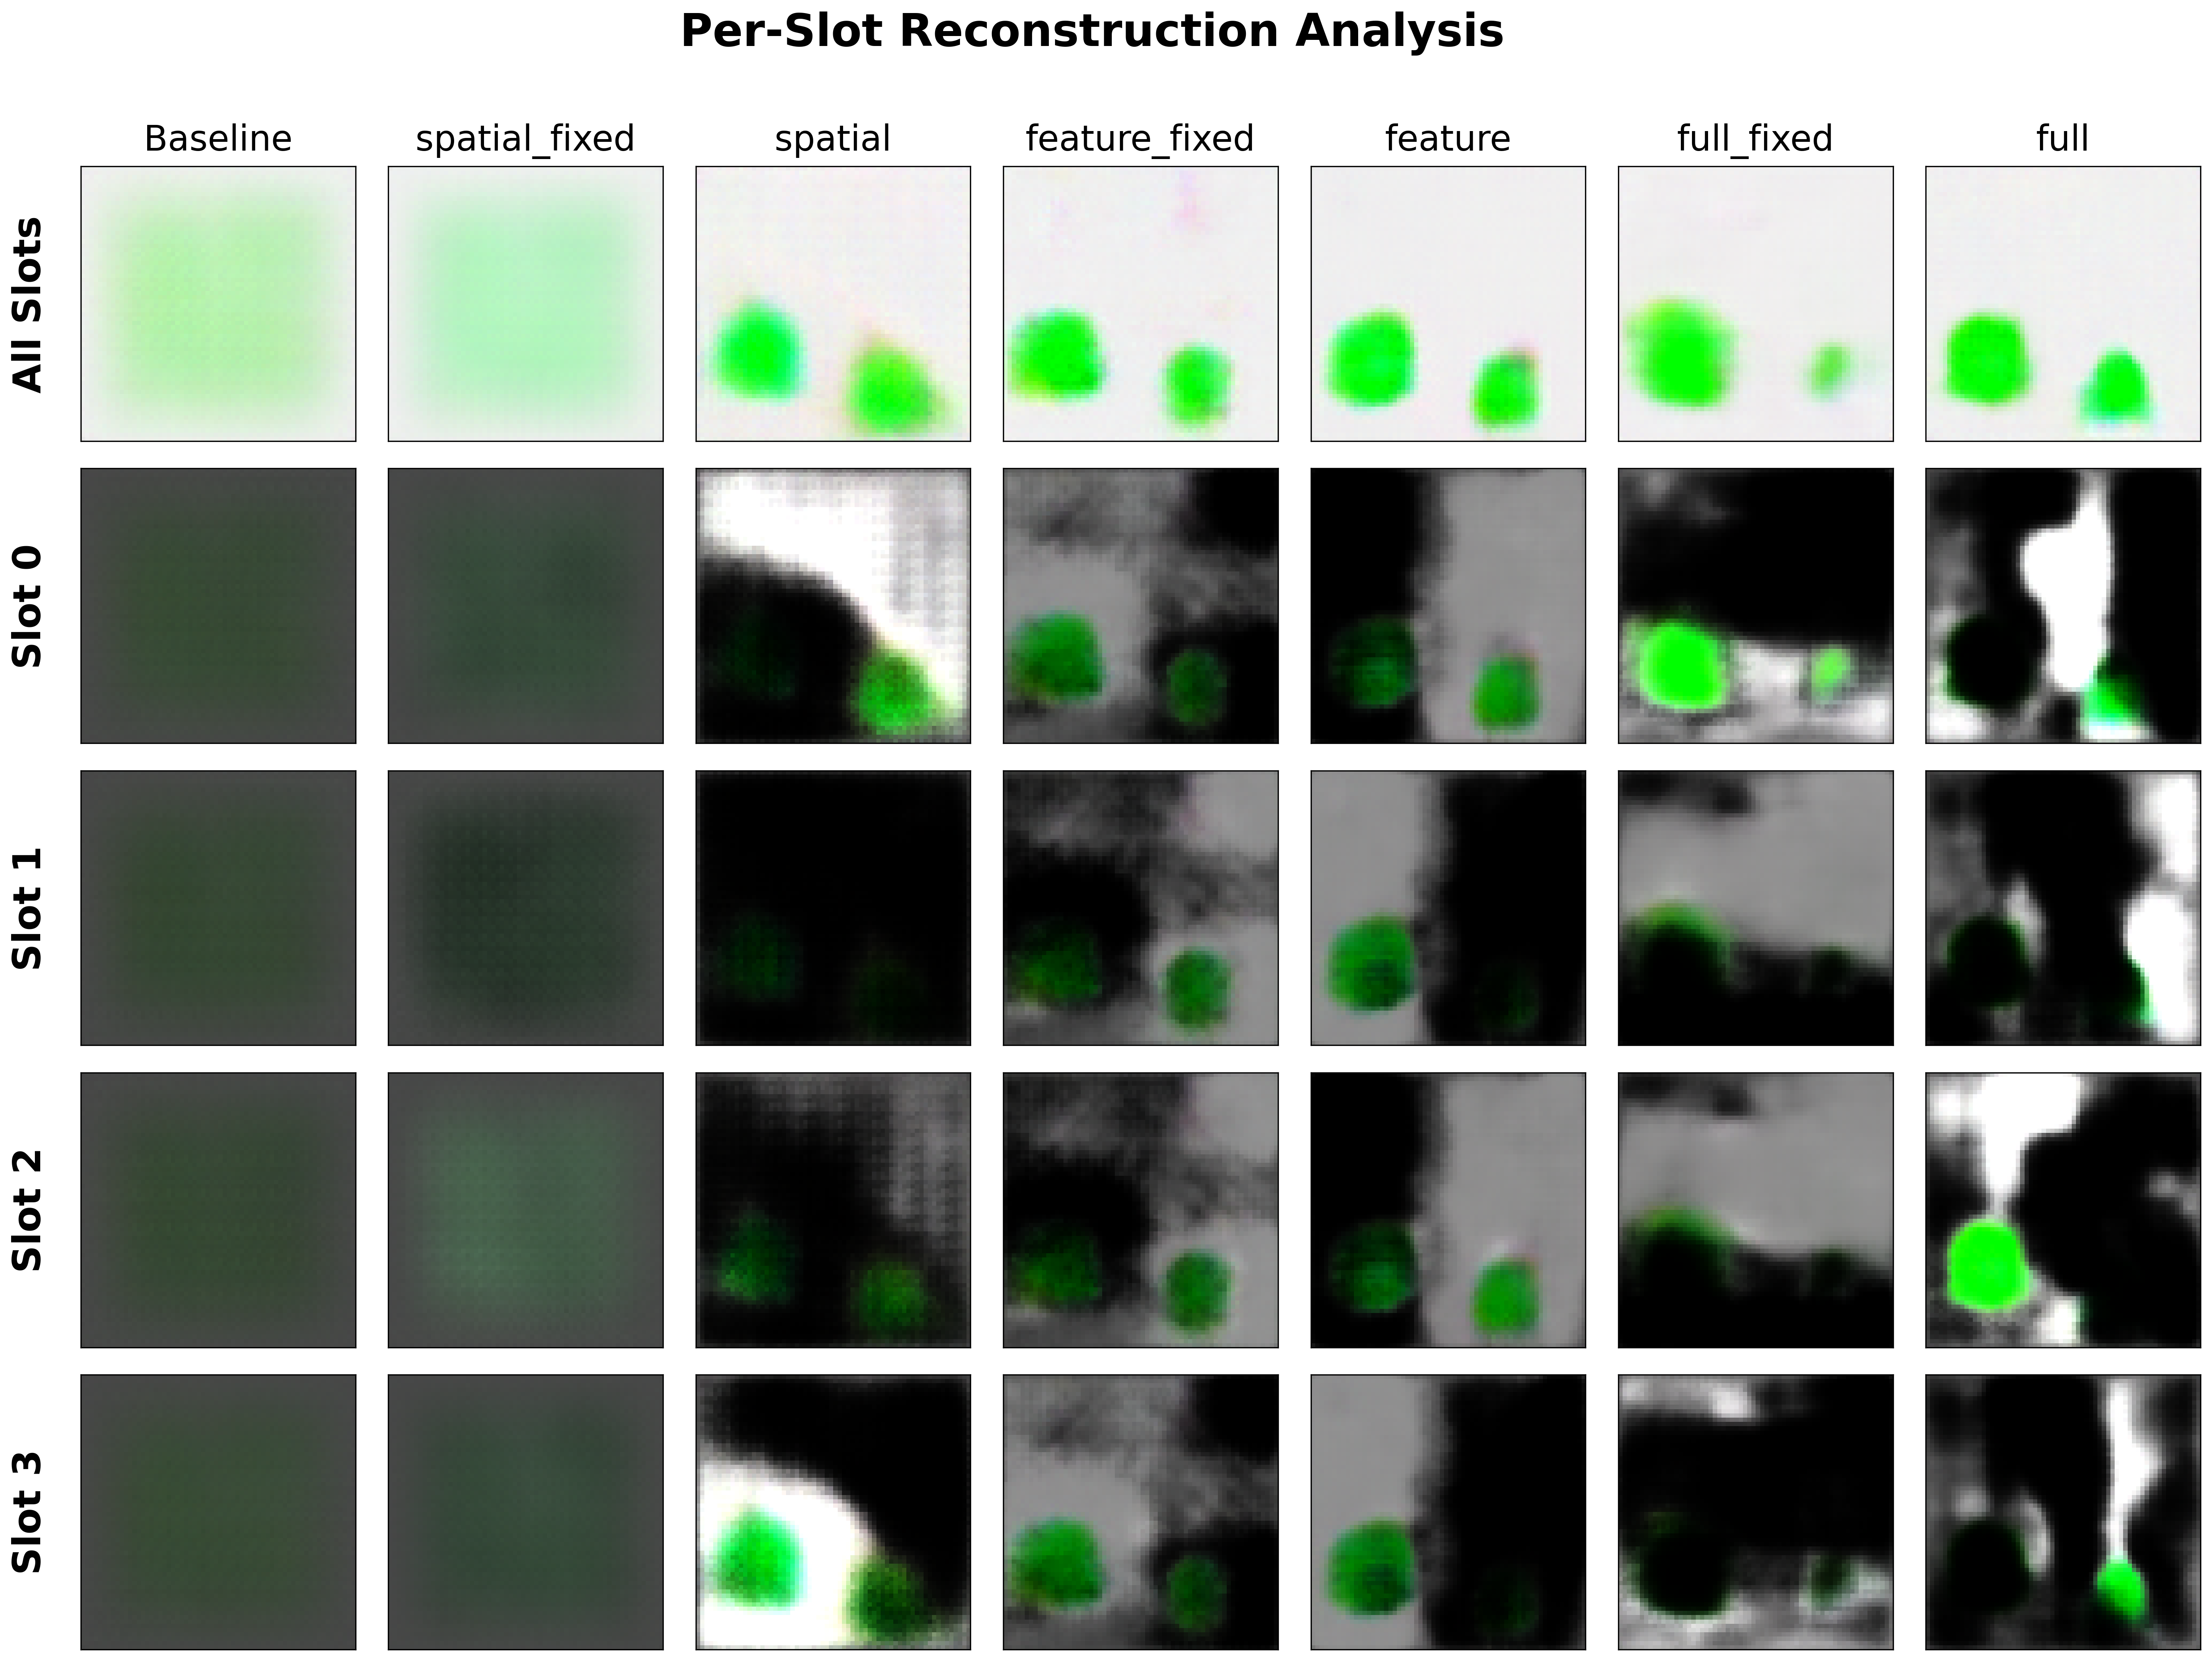 Per-Slot Reconstruction Analysis
Baseline spatial_fixed spatial feature_fixed feature full_fixed full
All Slots
Slot 0
Slot 1
Slot 2
Slot 3